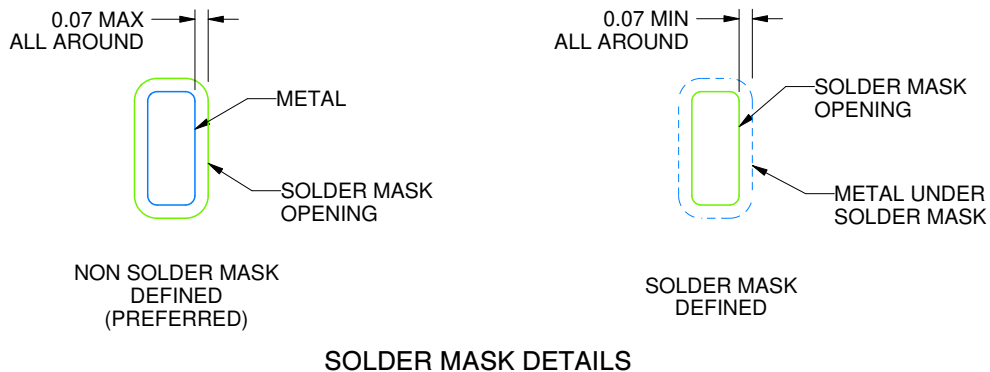 0.07 MAX
ALL AROUND
METAL
SOLDER MASK
OPENING
NON SOLDER MASK
DEFINED
(PREFERRED)
0.07 MIN
ALL AROUND
SOLDER MASK
OPENING
METAL UNDER
SOLDER MASK
SOLDER MASK
DEFINED
SOLDER MASK DETAILS